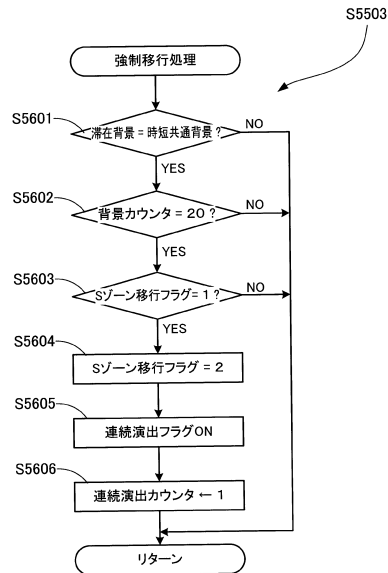 S5503
強制移行処理
S5601
滞在背景 = 時短共通背景 ?
NO
YES
S5602
背景カウンタ = 20 ?
NO
YES
S5603
Sゾーン移行フラグ= 1 ?
NO
YES
S5604
Sゾーン移行フラグ = 2
S5605
連続演出フラグON
S5606
連続演出カウンタ ← 1
リターン